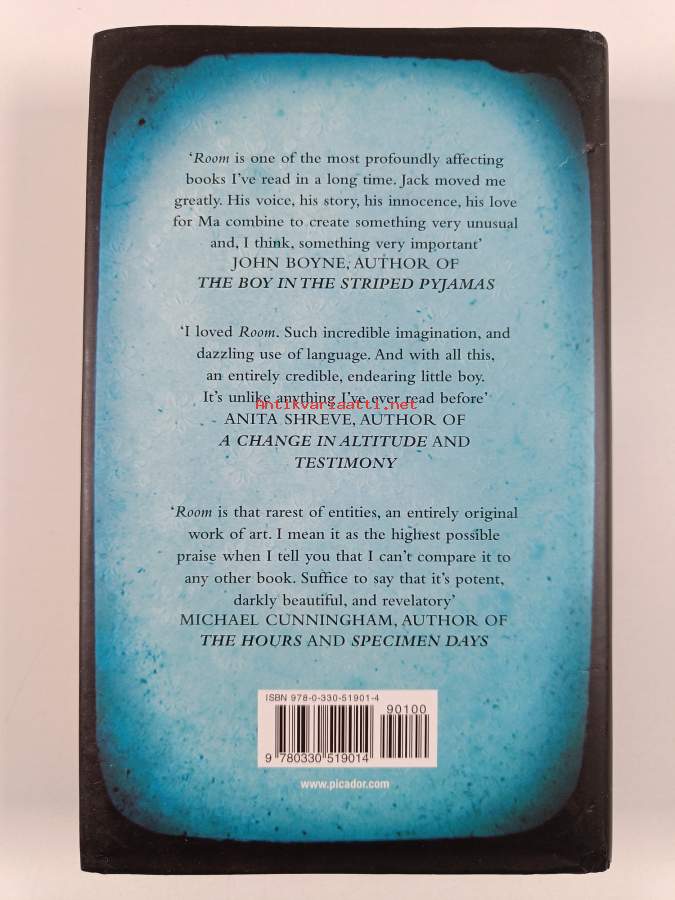 ‘Room is one of the most profoundly affecting
books I’ve read in a long time. Jack moved me
greatly. His voice, his story, his innocence, his love
for Ma combine to create something very unusual
and, I think, something very important’
JOHN BOYNE, AUTHOR OF
THE BOY IN THE STRIPED PYJAMAS
‘I loved Room. Such incredible imagination, and
dazzling use of language. And with all this,
an entirely credible, endearing little boy.
It’s unlike anything I’ve ever read before’
Antikvariaatti.net
ANITA SHREVE, AUTHOR OF
A CHANGE IN ALTITUDE AND
TESTIMONY
‘Room is that rarest of entities, an entirely original
work of art. I mean it as the highest possible
praise when I tell you that I can’t compare it to
any other book. Suffice to say that it’s potent,
darkly beautiful, and revelatory’
MICHAEL CUNNINGHAM, AUTHOR OF
THE HOURS AND SPECIMEN DAYS
ISBN 978-0-330-51901-4
90100
9 780330 519014
www.picador.com